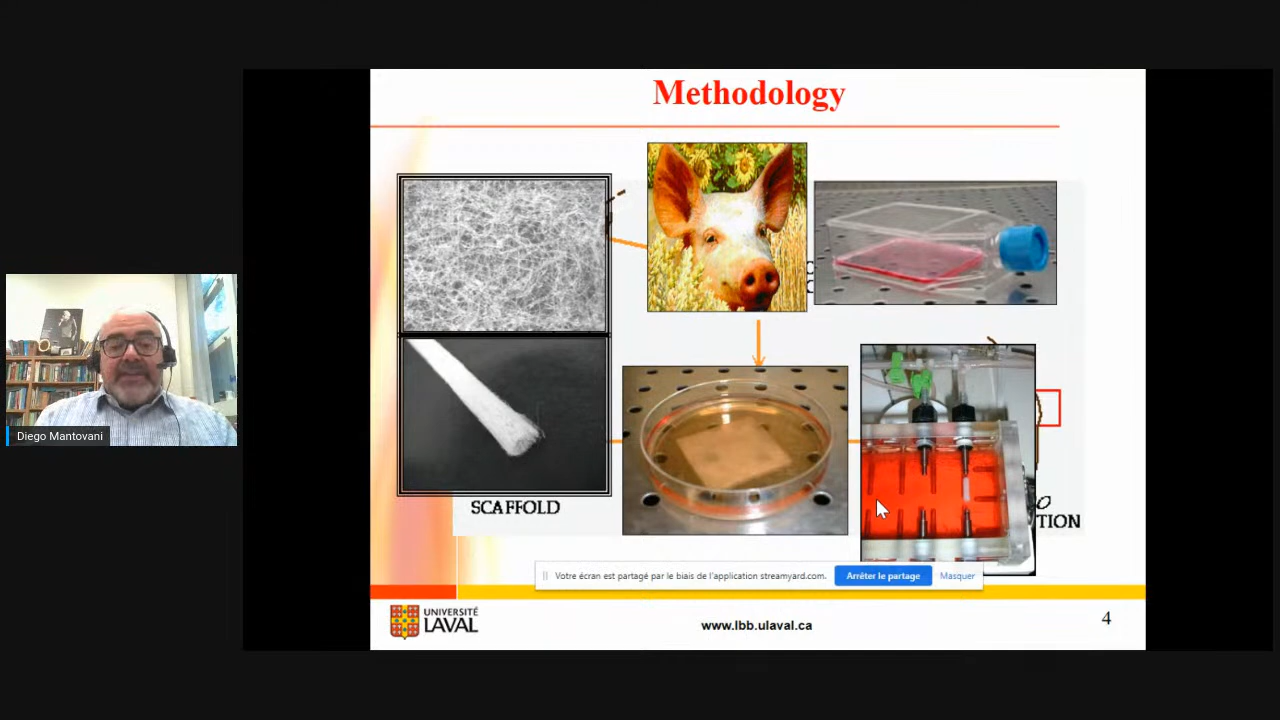 Methodology
SCAFFOLD
TION
Votre écran est partagé par le biais de l'application streamyard.com.
Arrêter le partage
Masquer
UNIVERSITÉ
LAVAL
www.lbb.ulaval.ca
4
Diego Mantovani